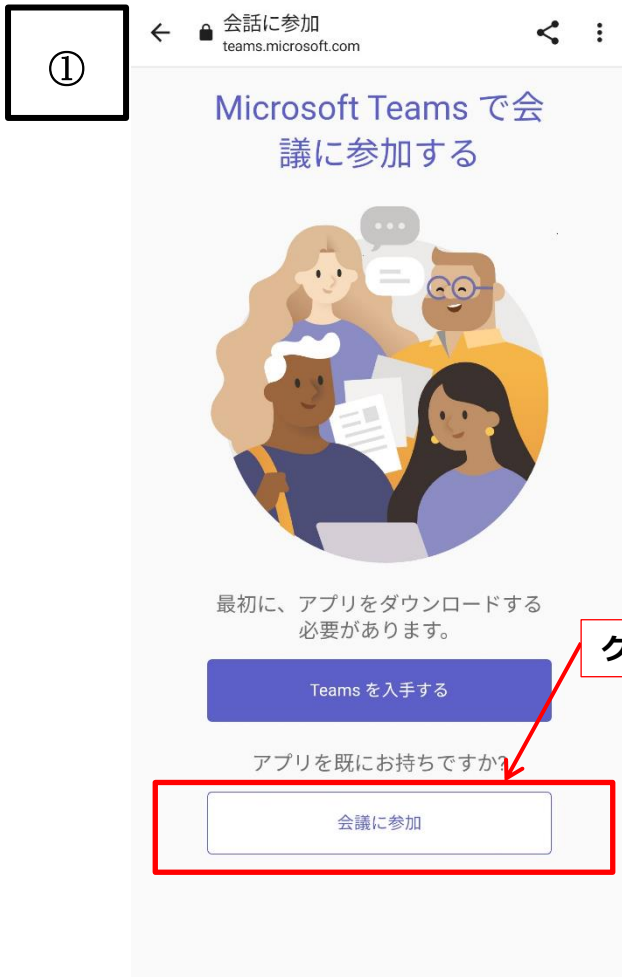 ①
会話に参加
teams.microsoft.com
Microsoft Teams で会
議に参加する
最初に、アプリをダウンロードする
必要があります。
ク
Teams を入手する
アプリを既にお持ちですか?
会議に参加